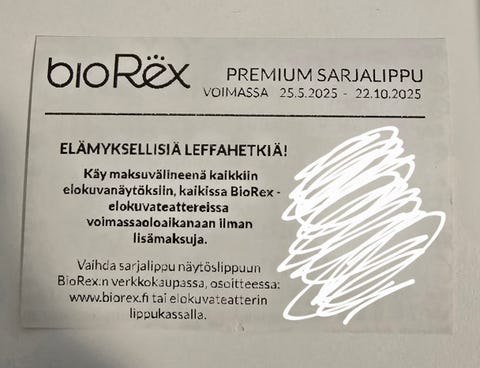 bioRëx
PREMIUM SARJALIPPU
VOIMASSA 25.5.2025 - 22.10.2025
ELÄMYKSELLISIÄ LEFFAHETKIÄ!
Käy maksuvälineenä kaikkiin
elokuvanäytöksiin, kaikissa BioRex -
elokuvateattereissa
voimassaoloaikanaan ilman
lisämaksuja.
Vaihda sarjalippu näytöslippuun
BioRex:n verkkokaupassa, osoitteessa:
www.biorex.fi tai elokuvateatterin
lippukassalla.